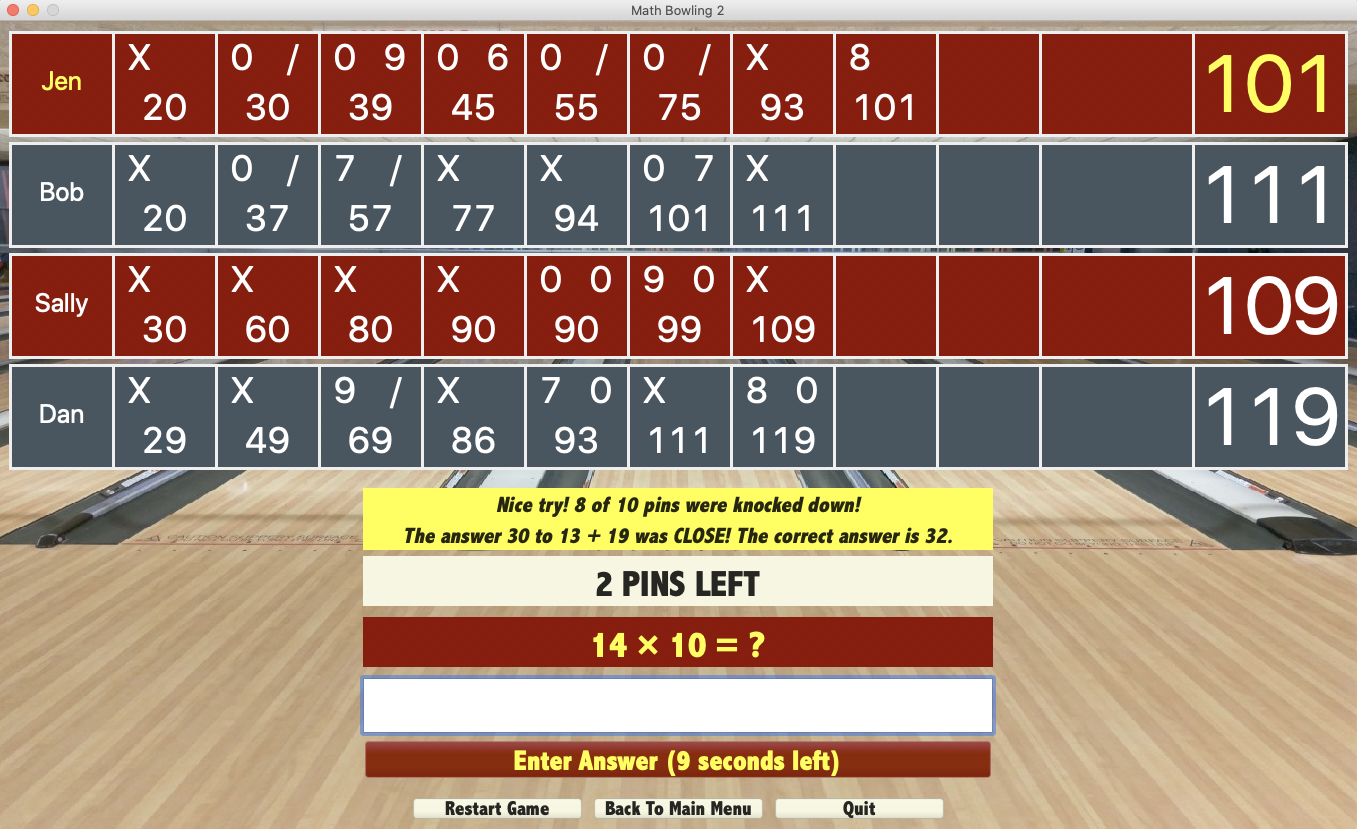 Math Bowling 2
Jen X 0 / 0 9 0 6 0 / 0 / X 8 101
20 30 39 45 55 75 93 101
Bob X 0 / 7 / X X 0 7 X 111
20 37 57 77 94 101 111
Sally X X X X 0 0 9 0 X 109
30 60 80 90 90 99 109
Dan X X 9 / X 7 0 X 8 0 119
29 49 69 86 93 111 119
Nice try! 8 of 10 pins were knocked down!
The answer 30 to 13 + 19 was CLOSE! The correct answer is 32.
2 PINS LEFT
14 × 10 = ?
Enter Answer (9 seconds left)
Restart Game Back To Main Menu Quit